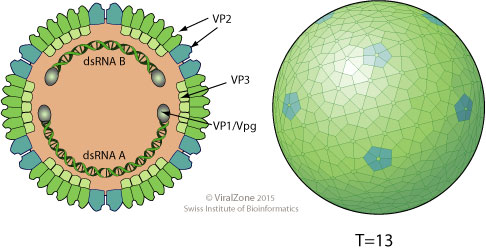 VP2
dsRNA B
VP3
VP1/Vpg
dsRNA A
© ViralZone 2015
Swiss Institute of Bioinformatics
T=13